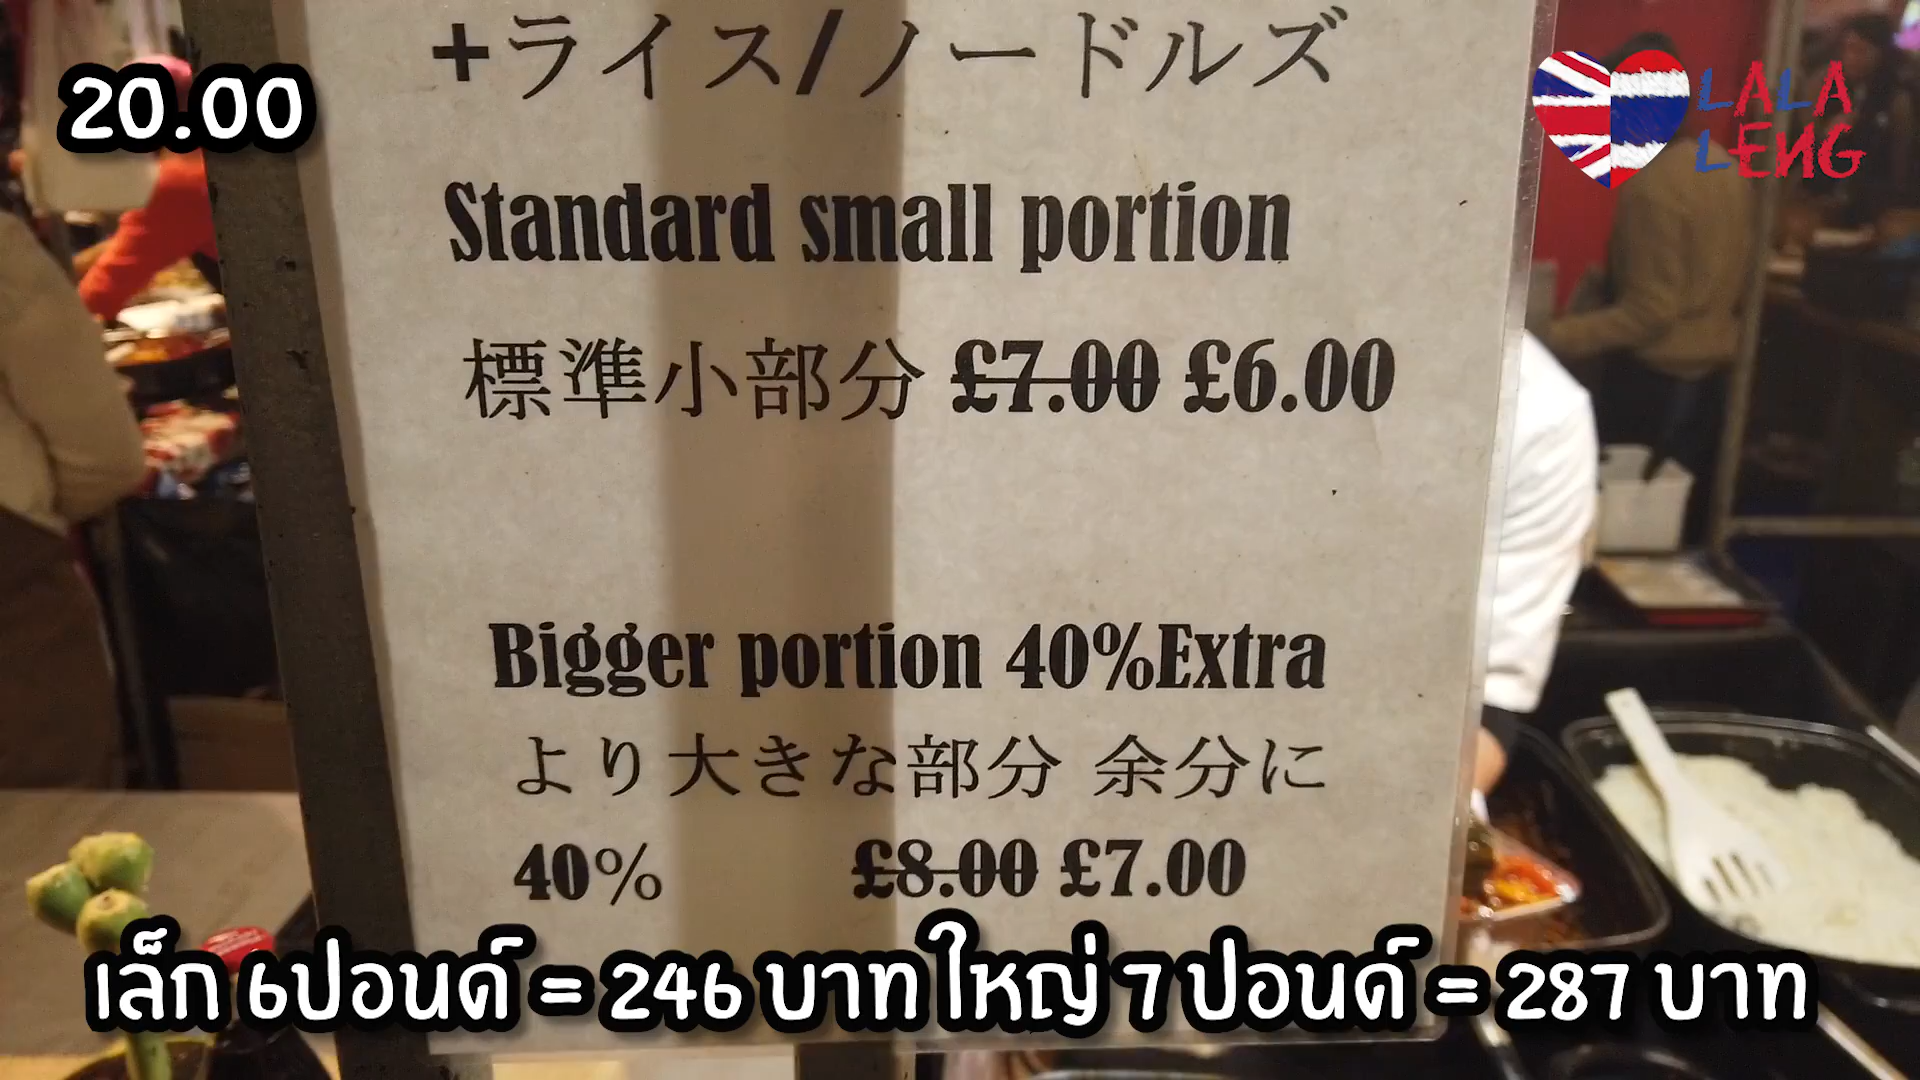 +ライス/ノードルズ
20.00
LALA
LENG
Standard small portion
標準小部分 £7.00 £6.00
Bigger portion 40%Extra
より大きな部分 余分に
40% £8.00 £7.00
เล็ก 6ปอนด์ = 246 บาท ใหญ่ 7 ปอนด์ = 287 บาท